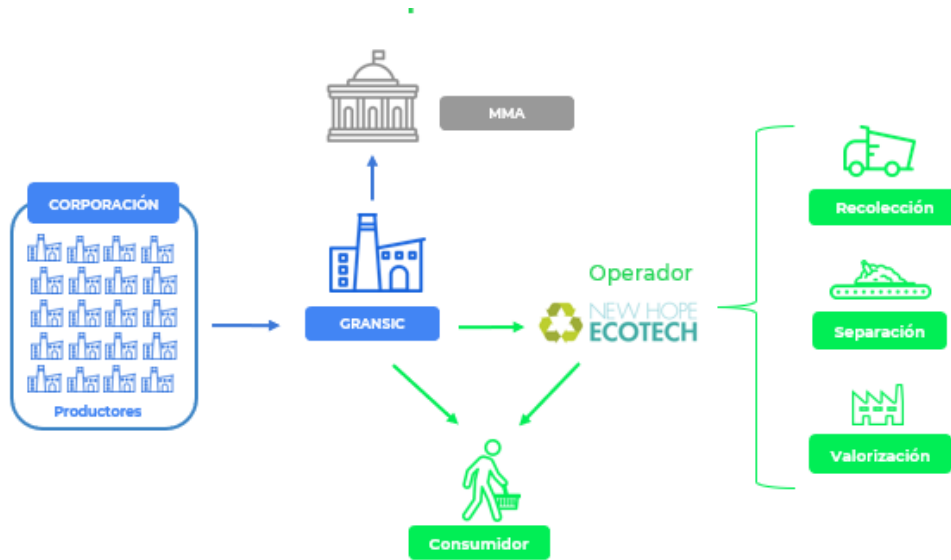 MMA
CORPORACIÓN
Productores
GRANSIC
Operador
NEW HOPE
ECOTECH
Recolección
Separación
Valorización
Consumidor